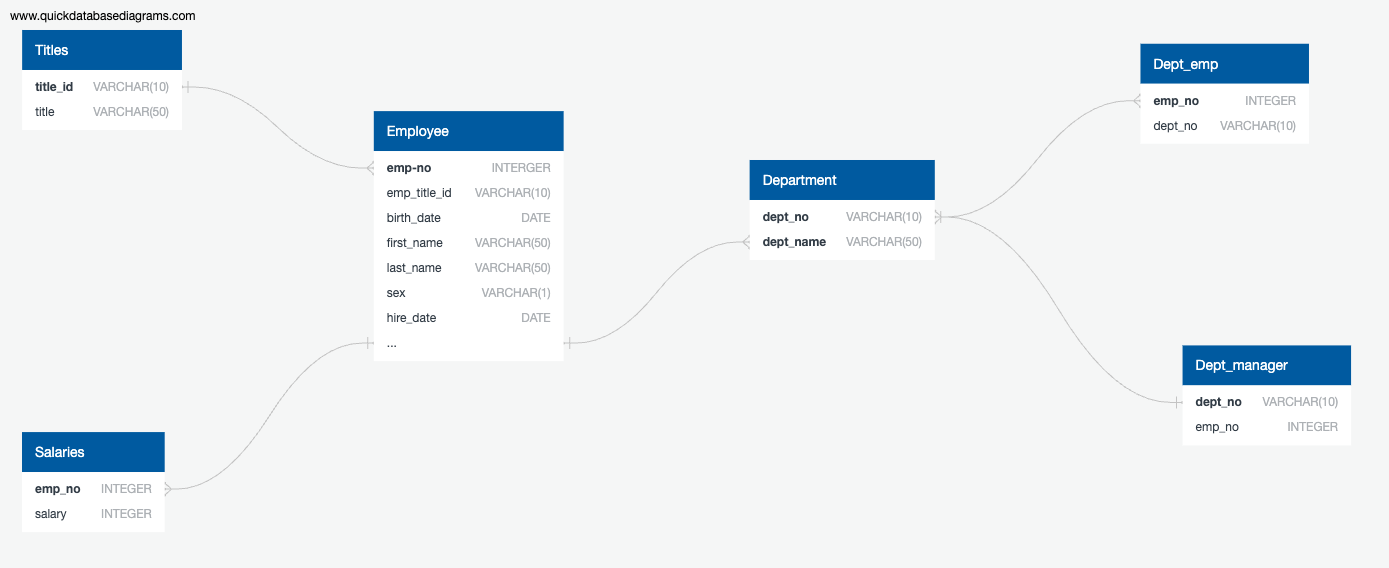 www.quickdatabasediagrams.com
Titles
title_id VARCHAR(10)
title VARCHAR(50)
Employee
emp-no INTERGER
emp_title_id VARCHAR(10)
birth_date DATE
first_name VARCHAR(50)
last_name VARCHAR(50)
sex VARCHAR(1)
hire_date DATE
...
Salaries
emp_no INTEGER
salary INTEGER
Department
dept_no VARCHAR(10)
dept_name VARCHAR(50)
Dept_emp
emp_no INTEGER
dept_no VARCHAR(10)
Dept_manager
dept_no VARCHAR(10)
emp_no INTEGER